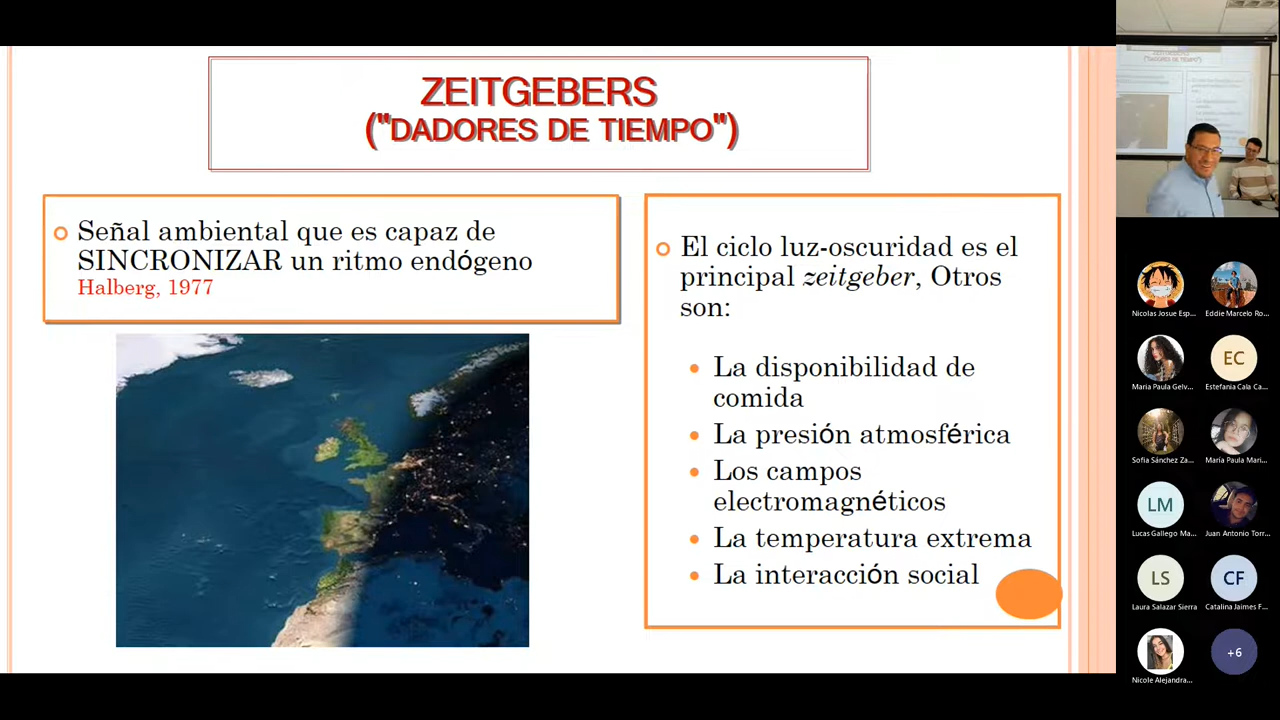 ZEITGEBERS
("DADORES DE TIEMPO")
Señal ambiental que es capaz de
SINCRONIZAR un ritmo endógeno
Halberg, 1977
El ciclo luz-oscuridad es el
principal zeitgeber, Otros
son:
La disponibilidad de
comida
La presión atmosférica
Los campos
electromagnéticos
La temperatura extrema
La interacción social
Nicolas Josue Esp...
Eddie Marcelo Ro...
Maria Paula Gelv...
EC
Estefania Cala Ca...
Sofia Sánchez Za...
María Paula Mari...
LM
Lucas Gallego Ma...
Juan Antonio Torr...
LS
Laura Salazar Sierra
CF
Catalina Jaimes F...
Nicole Alejandra...
+6